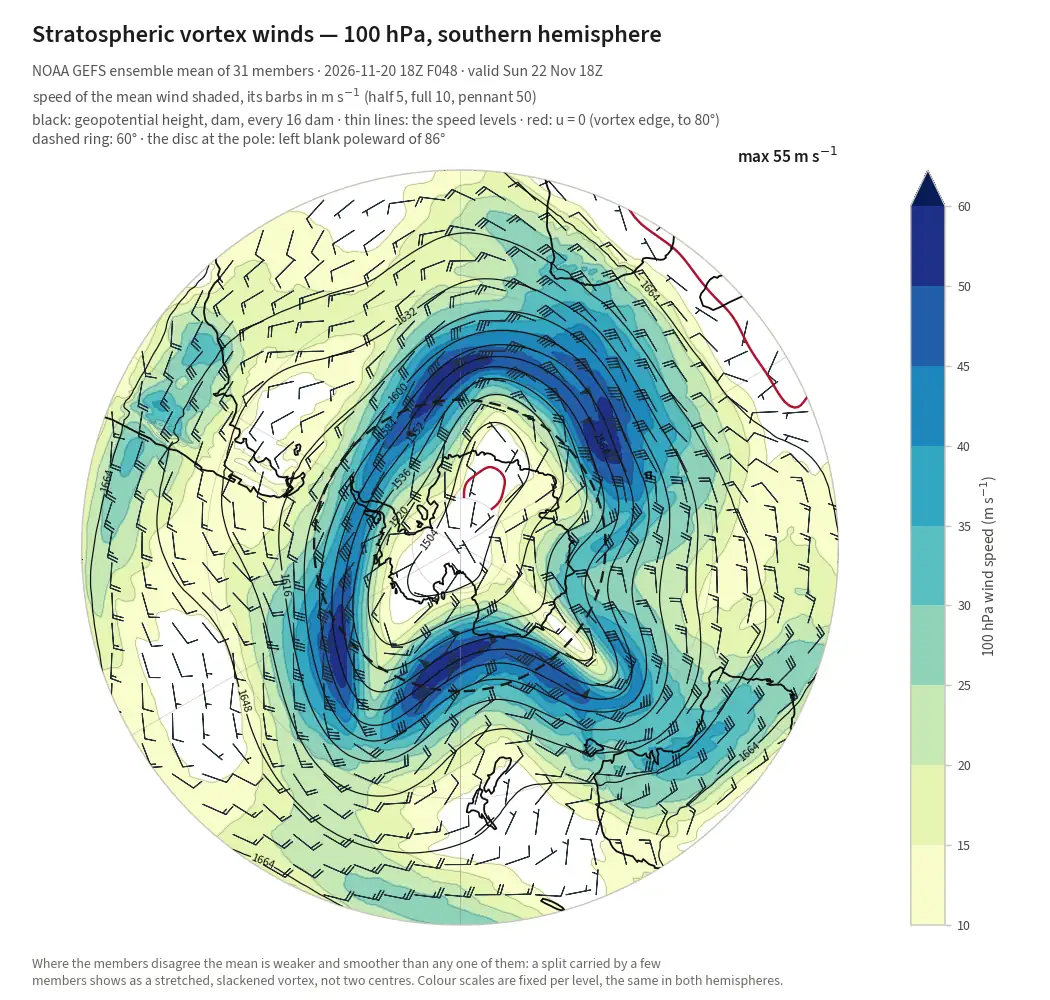 Stratospheric vortex winds — 100 hPa, southern hemisphere
NOAA GEFS ensemble mean of 31 members · 2026-11-20 18Z F048 · valid Sun 22 Nov 18Z
speed of the mean wind shaded, its barbs in m s⁻¹ (half 5, full 10, pennant 50)
black: geopotential height, dam, every 16 dam · thin lines: the speed levels · red: u = 0 (vortex edge, to 80°)
dashed ring: 60° · the disc at the pole: left blank poleward of 86°
max 55 m s⁻¹
60
50
45
40
35
30
25
20
15
10
100 hPa wind speed (m s⁻¹)
1664
1632
1600
1552
1536
1520
1504
1664
1616
1648
1664
1664
Where the members disagree the mean is weaker and smoother than any one of them: a split carried by a few
members shows as a stretched, slackened vortex, not two centres. Colour scales are fixed per level, the same in both hemispheres.